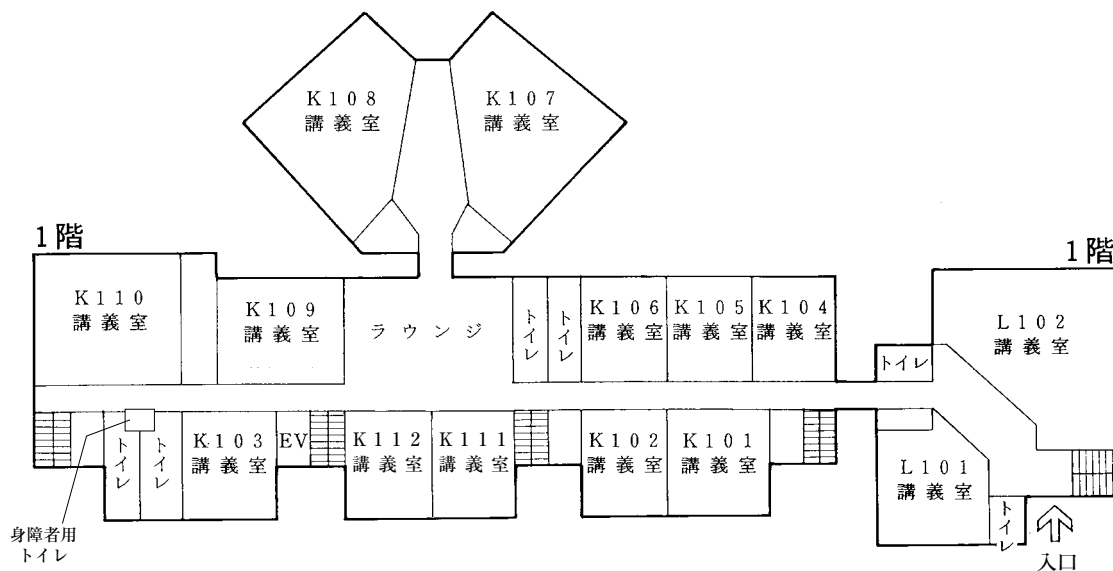 K108
講義室
K107
講義室
1階
1階
K110
講義室
K109
講義室
ラウンジ
トイレ
トイレ
K106
講義室
K105
講義室
K104
講義室
L102
講義室
トイレ
トイレ
トイレ
K103
講義室
EV
K112
講義室
K111
講義室
K102
講義室
K101
講義室
L101
講義室
トイレ
身障者用
トイレ
入口